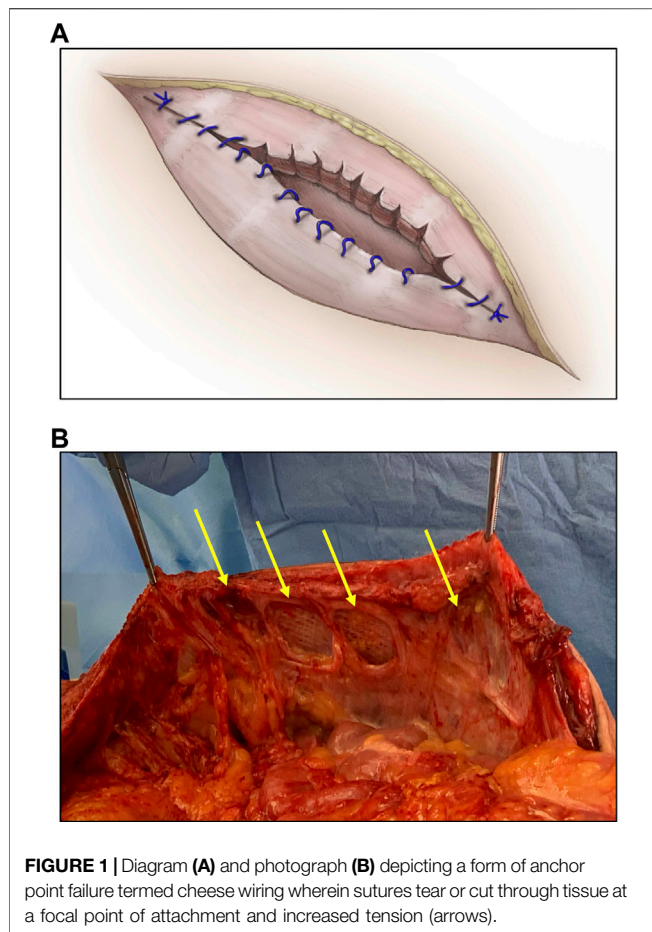 A
B
FIGURE 1 | Diagram (A) and photograph (B) depicting a form of anchor
point failure termed cheese wiring wherein sutures tear or cut through tissue at
a focal point of attachment and increased tension (arrows).